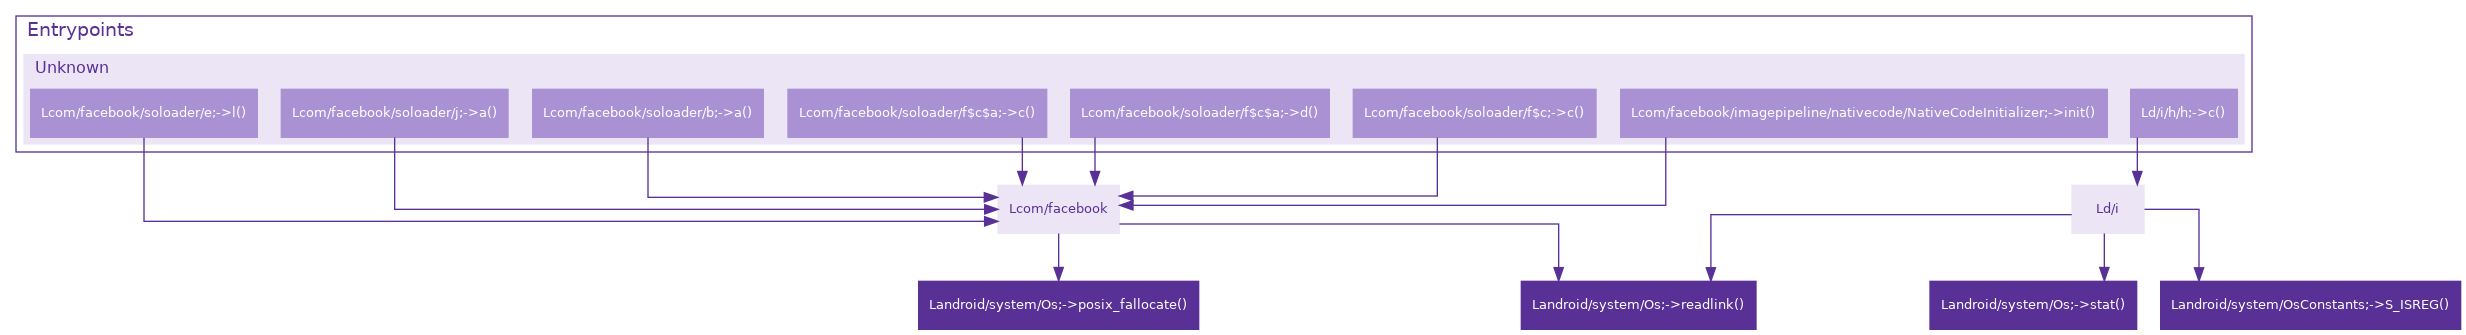 Entrypoints
Unknown
Lcom/facebook/soloader/e;->l()
Lcom/facebook/soloader/j;->a()
Lcom/facebook/soloader/b;->a()
Lcom/facebook/soloader/f$c$a;->c()
Lcom/facebook/soloader/f$c$a;->d()
Lcom/facebook/soloader/f$c;->c()
Lcom/facebook/imagepipeline/nativecode/NativeCodeInitializer;->init()
Ld/i/h/h;->c()
Lcom/facebook
Ld/i
Landroid/system/Os;->posix_fallocate()
Landroid/system/Os;->readlink()
Landroid/system/Os;->stat()
Landroid/system/OsConstants;->S_ISREG()